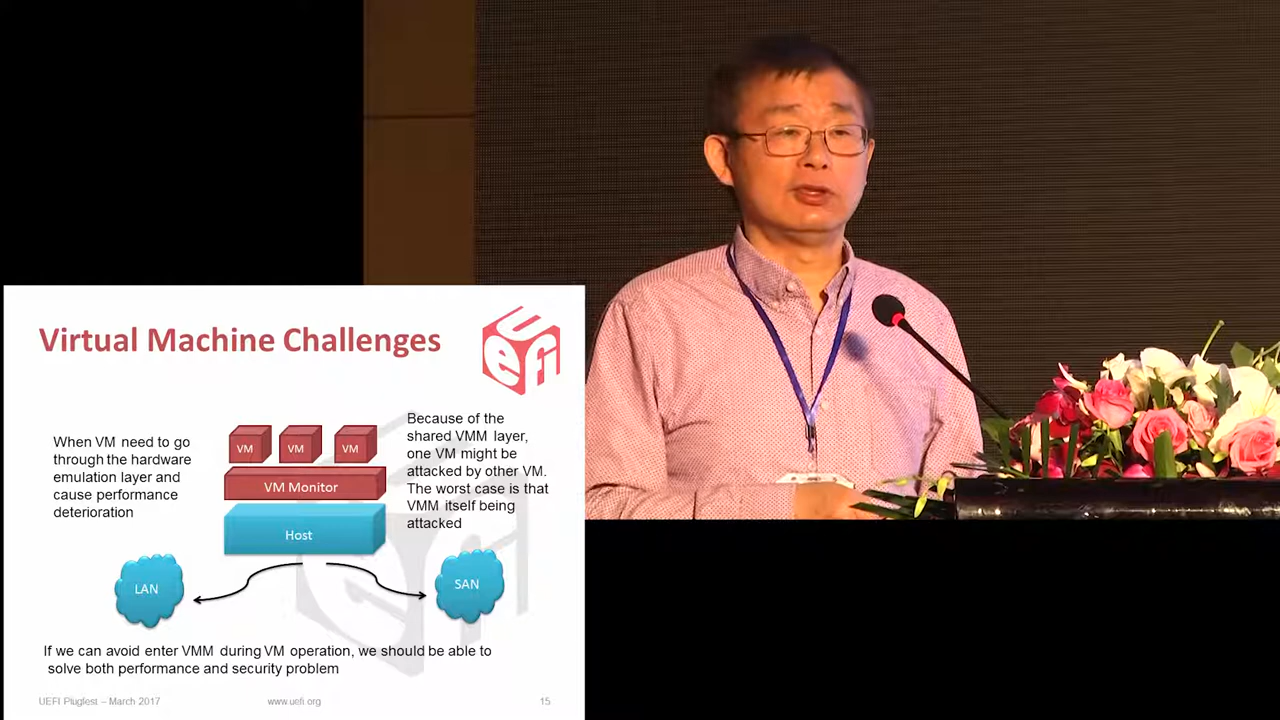 Virtual Machine Challenges
UEfi
When VM need to go
through the hardware
emulation layer and
cause performance
deterioration
VM
VM
VM
VM Monitor
Host
Because of the
shared VMM layer,
one VM might be
attacked by other VM.
The worst case is that
VMM itself being
attacked
LAN
SAN
If we can avoid enter VMM during VM operation, we should be able to
solve both performance and security problem
UEFI Plugfest – March 2017
www.uefi.org
15